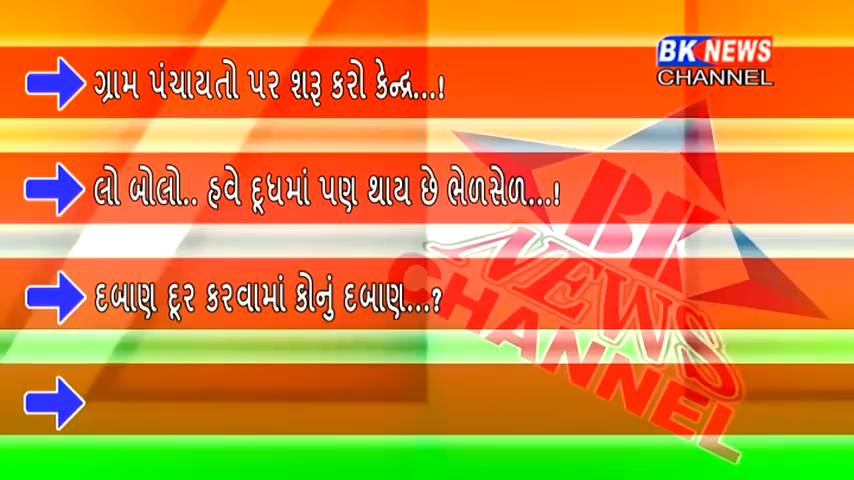 BK NEWS
CHANNEL
ગ્રામ પંચાયતો પર શરૂ કરો કેન્દ્ર...!
લો બોલો.. હવે દૂધમાં પણ થાય છે ભેળસેળ...!
દબાણ દૂર કરવામાં કોનું દબાણ...?
BK
NEWS
CHANNEL